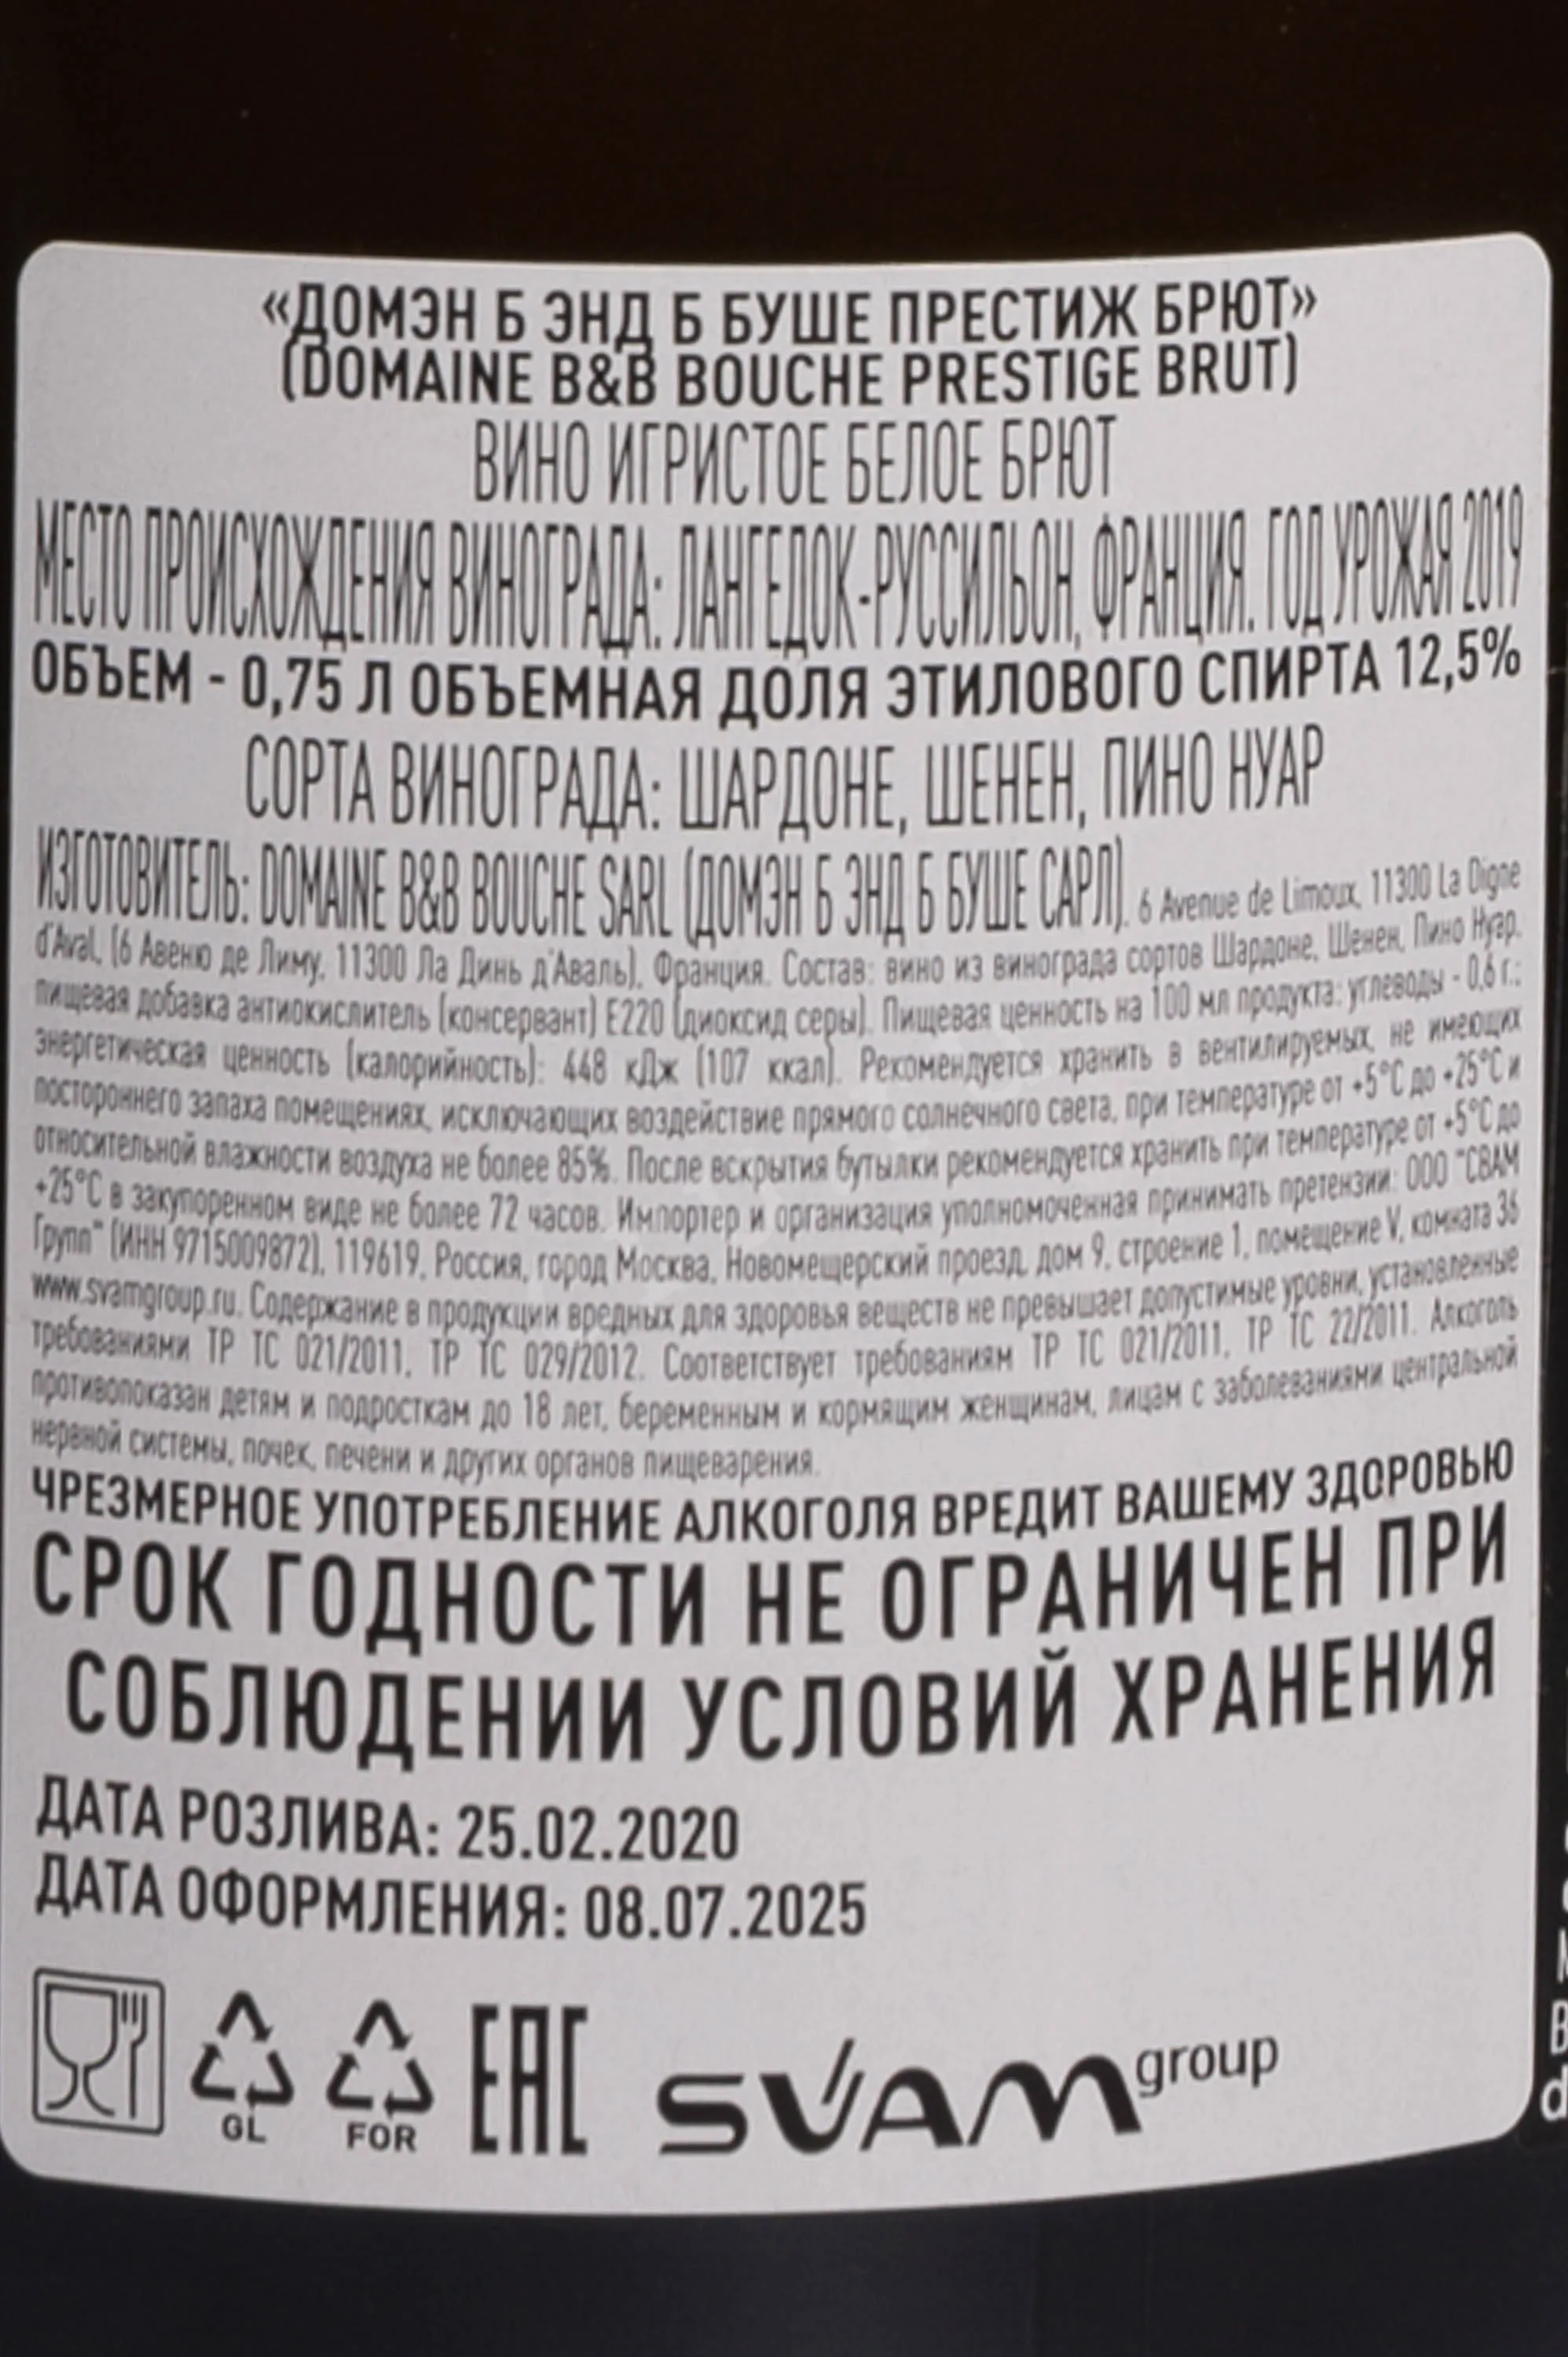 «ДОМЭН Б ЭНД Б БУШЕ ПРЕСТИЖ БРЮТ»
(DOMAINE B&B BOUCHE PRESTIGE BRUT)
ВИНО ИГРИСТОЕ БЕЛОЕ БРЮТ
МЕСТО ПРОИСХОЖДЕНИЯ ВИНОГРАДА: ЛАНГЕДОК-РУССИЛЬОН, ФРАНЦИЯ. ГОД УРОЖАЯ 2019
ОБЪЕМ - 0,75 Л ОБЪЕМНАЯ ДОЛЯ ЭТИЛОВОГО СПИРТА 12,5%
СОРТА ВИНОГРАДА: ШАРДОНЕ, ШЕНЕН, ПИНО НУАР
ИЗГОТОВИТЕЛЬ: DOMAINE B&B BOUCHE SARL (ДОМЭН Б ЭНД Б БУШЕ САРЛ). 6 Avenue de Limoux, 11300 La Digne
d'Aval, (6 Авеню де Лиму, 11300 Ла Динь д'Аваль), Франция. Состав: вино из винограда сортов Шардоне, Шенен, Пино Нуар,
пищевая добавка антиокислитель (консервант) Е220 (диоксид серы). Пищевая ценность на 100 мл продукта: углеводы - 0,6 г.;
энергетическая ценность (калорийность): 448 кДж (107 ккал). Рекомендуется хранить в вентилируемых, не имеющих
постороннего запаха помещениях, исключающих воздействие прямого солнечного света, при температуре от +5°C до +25°C и
относительной влажности воздуха не более 85%. После вскрытия бутылки рекомендуется хранить при температуре от +5°C до
+25°C в закупоренном виде не более 72 часов. Импортер и организация уполномоченная принимать претензии: ООО "СВАМ
Групп" (ИНН 9715009872), 119619, Россия, город Москва, Новомещерский проезд, дом 9, строение 1, помещение V, комната 36
www.svamgroup.ru. Содержание в продукции вредных для здоровья веществ не превышает допустимые уровни, установленные
требованиями ТР ТС 021/2011, ТР ТС 029/2012. Соответствует требованиям ТР ТС 021/2011, ТР ТС 22/2011. Алкоголь
противопоказан детям и подросткам до 18 лет, беременным и кормящим женщинам, лицам с заболеваниями центральной
нервной системы, почек, печени и других органов пищеварения.
ЧРЕЗМЕРНОЕ УПОТРЕБЛЕНИЕ АЛКОГОЛЯ ВРЕДИТ ВАШЕМУ ЗДОРОВЬЮ
СРОК ГОДНОСТИ НЕ ОГРАНИЧЕН ПРИ
СОБЛЮДЕНИИ УСЛОВИЙ ХРАНЕНИЯ
ДАТА РОЗЛИВА: 25.02.2020
ДАТА ОФОРМЛЕНИЯ: 08.07.2025
GL FOR EAC SVAM group